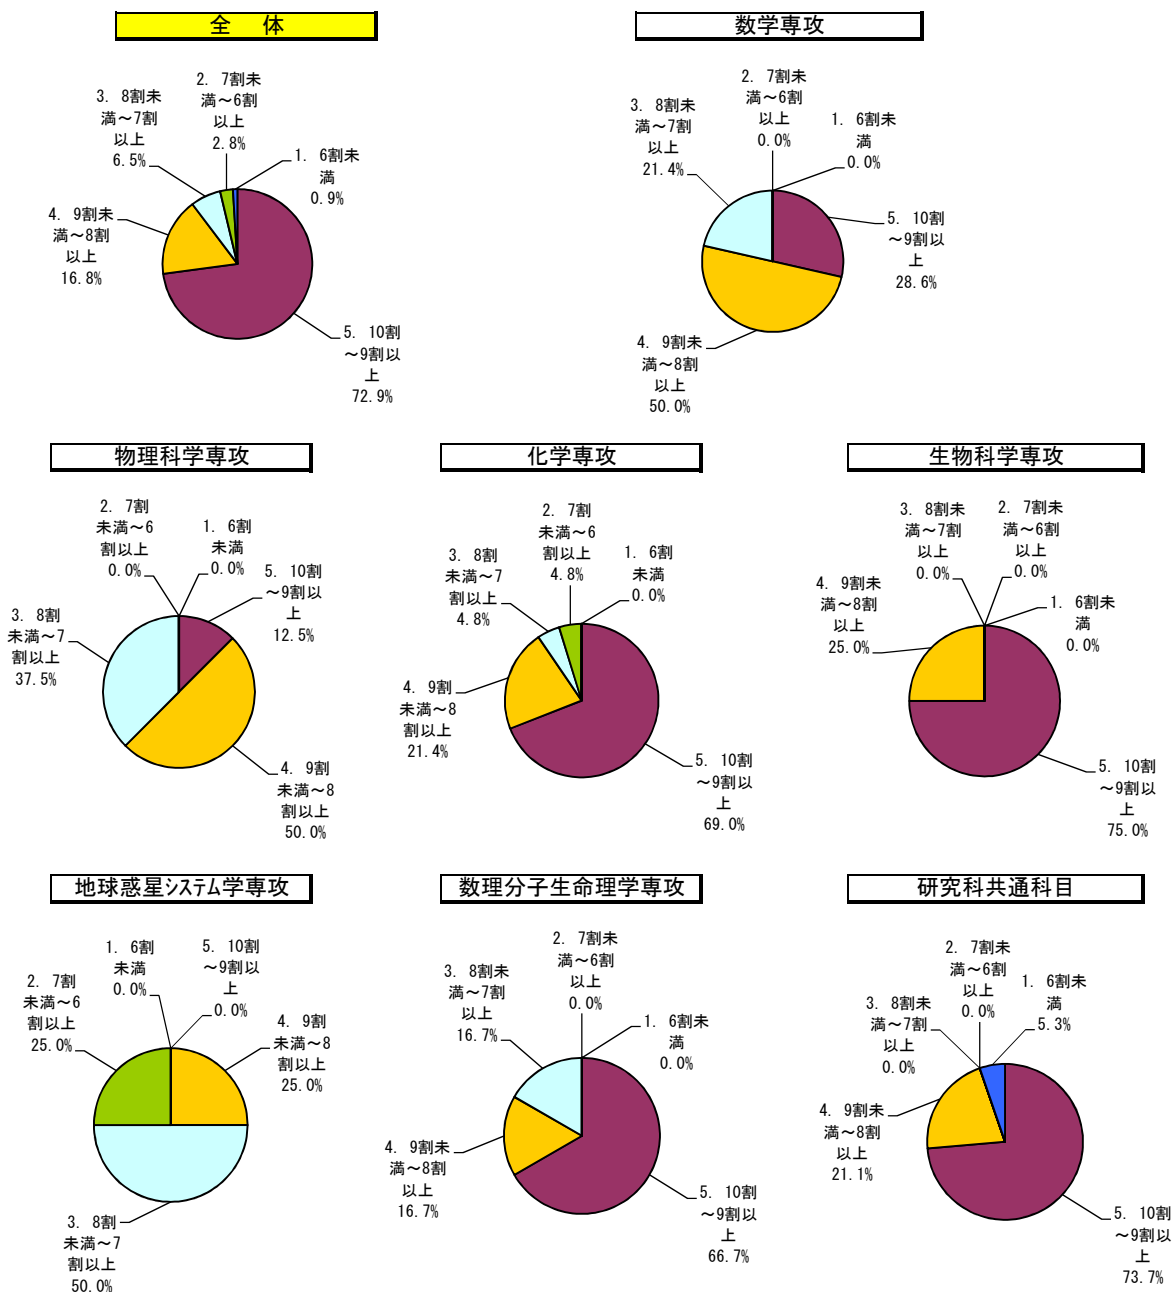 全 体
2. 7割未
満～6割
以上
2.8%
3. 8割未
満～7割
以上
6.5%
1. 6割未
満
0.9%
4. 9割未
満～8割
以上
16.8%
5. 10割
～9割以
上
72.9%
数学専攻
2. 7割未
満～6割
以上
0.0%
3. 8割未
満～7割
以上
21.4%
1. 6割未
満
0.0%
5. 10割
～9割以
上
28.6%
4. 9割未
満～8割
以上
50.0%
物理科学専攻
2. 7割
未満～6
割以上
0.0%
1. 6割
未満
0.0%
5. 10割
～9割以
上
12.5%
3. 8割
未満～7
割以上
37.5%
4. 9割
未満～8
割以上
50.0%
化学専攻
2. 7割
未満～6
割以上
4.8%
3. 8割
未満～7
割以上
4.8%
1. 6割
未満
0.0%
4. 9割
未満～8
割以上
21.4%
5. 10割
～9割以
上
69.0%
生物科学専攻
3. 8割未
満～7割
以上
0.0%
2. 7割未
満～6割
以上
0.0%
4. 9割未
満～8割
以上
25.0%
1. 6割未
満
0.0%
5. 10割
～9割以
上
75.0%
地球惑星システム学専攻
1. 6割
未満
0.0%
5. 10割
～9割以
上
0.0%
2. 7割
未満～6
割以上
25.0%
4. 9割
未満～8
割以上
25.0%
3. 8割
未満～7
割以上
50.0%
数理分子生命理学専攻
2. 7割未
満～6割
以上
0.0%
3. 8割未
満～7割
以上
16.7%
1. 6割未
満
0.0%
4. 9割未
満～8割
以上
16.7%
5. 10割
～9割以
上
66.7%
研究科共通科目
2. 7割未
満～6割
以上
0.0%
1. 6割未
満
5.3%
3. 8割未
満～7割
以上
0.0%
4. 9割未
満～8割
以上
21.1%
5. 10割
～9割以
上
73.7%